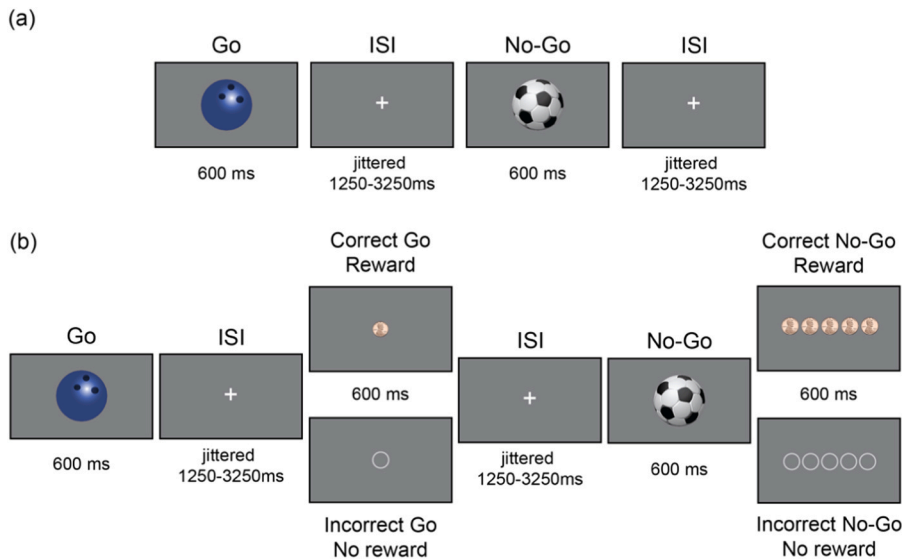 (a)
Go
ISI
No-Go
ISI
600 ms
jittered
1250-3250ms
600 ms
jittered
1250-3250ms
(b)
Correct Go
Reward
Correct No-Go
Reward
Go
ISI
ISI
No-Go
600 ms
600 ms
600 ms
jittered
1250-3250ms
jittered
1250-3250ms
600 ms
Incorrect Go
No reward
Incorrect No-Go
No reward